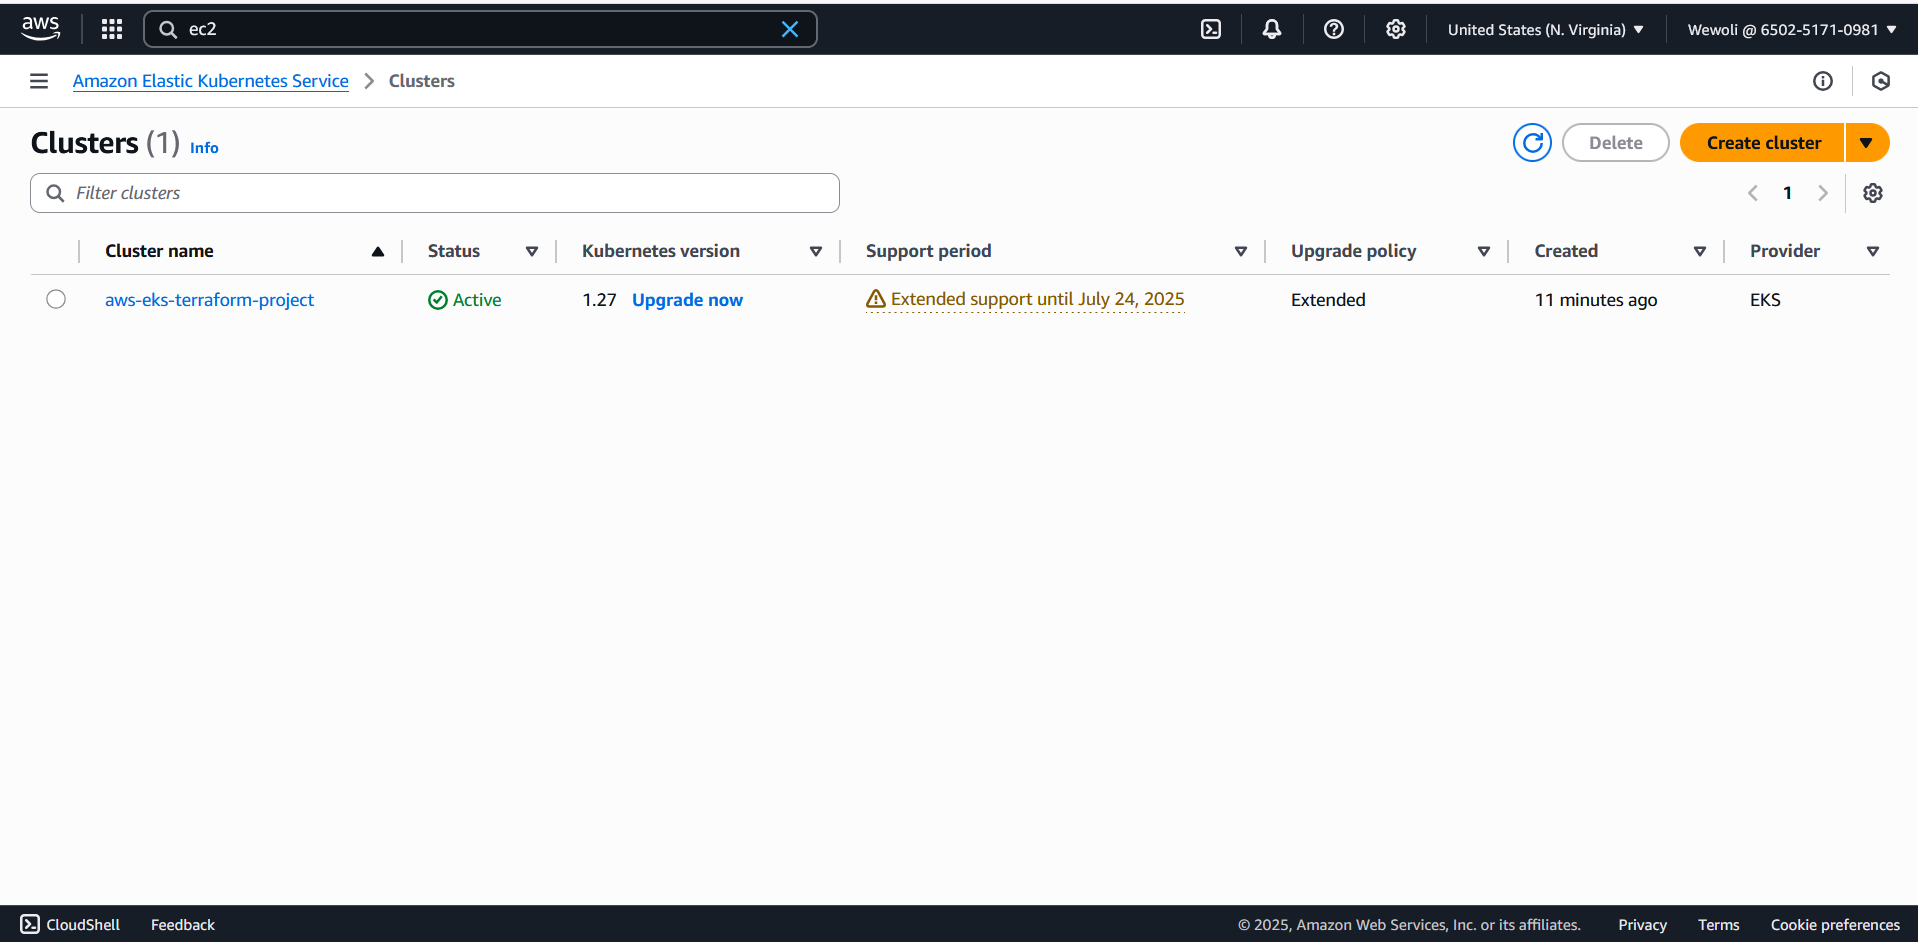 aws
ec2
United States (N. Virginia)
Wewoli @ 6502-5171-0981
Amazon Elastic Kubernetes Service
Clusters
Clusters (1) Info
Delete
Create cluster
Filter clusters
1
Cluster name
Status
Kubernetes version
Support period
Upgrade policy
Created
Provider
aws-eks-terraform-project
Active
1.27 Upgrade now
Extended support until July 24, 2025
Extended
11 minutes ago
EKS
CloudShell
Feedback
© 2025, Amazon Web Services, Inc. or its affiliates.
Privacy
Terms
Cookie preferences